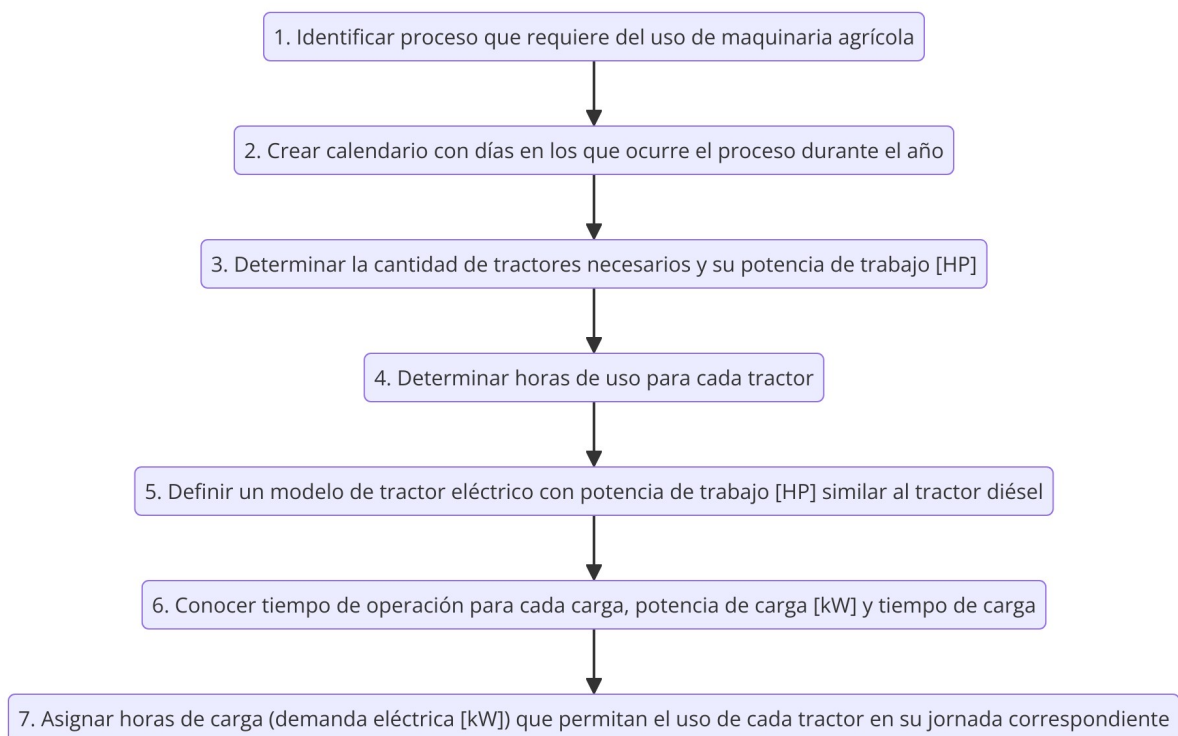 1. Identificar proceso que requiere del uso de maquinaria agrícola
2. Crear calendario con días en los que ocurre el proceso durante el año
3. Determinar la cantidad de tractores necesarios y su potencia de trabajo [HP]
4. Determinar horas de uso para cada tractor
5. Definir un modelo de tractor eléctrico con potencia de trabajo [HP] similar al tractor diésel
6. Conocer tiempo de operación para cada carga, potencia de carga [kW] y tiempo de carga
7. Asignar horas de carga (demanda eléctrica [kW]) que permitan el uso de cada tractor en su jornada correspondiente